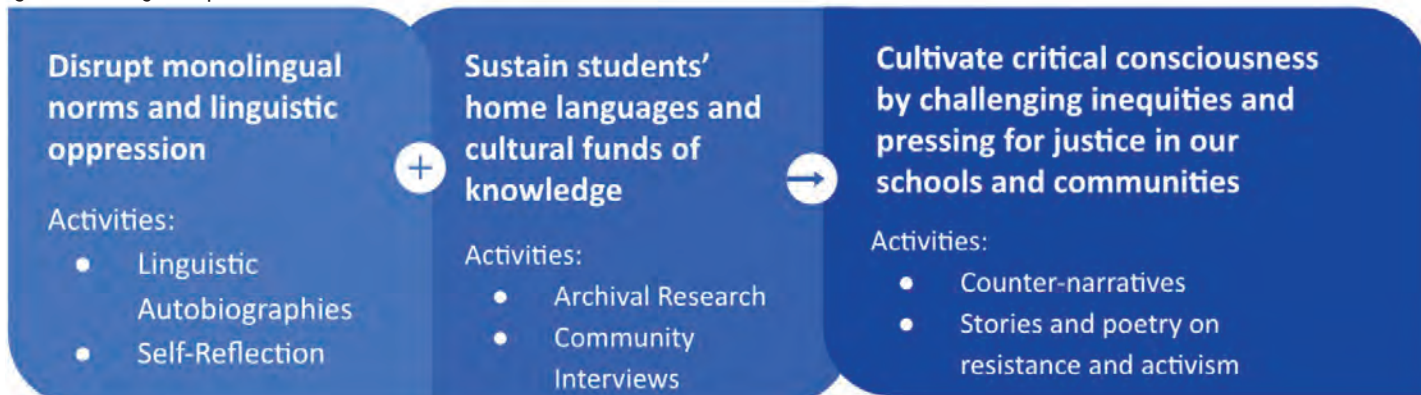 Disrupt monolingual
norms and linguistic
oppression
Activities:
● Linguistic
Autobiographies
● Self-Reflection
+
Sustain students’
home languages and
cultural funds of
knowledge
Activities:
● Archival Research
● Community
Interviews
→
Cultivate critical consciousness
by challenging inequities and
pressing for justice in our
schools and communities
Activities:
● Counter-narratives
● Stories and poetry on
resistance and activism